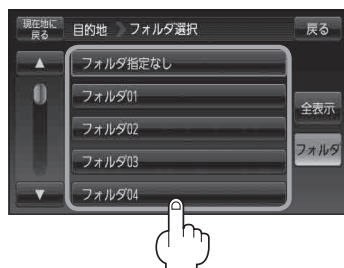 現在地に
戻る
目的地 フォルダ選択
戻る
▲
フォルダ指定なし
フォルダ01
全表示
フォルダ02
フォルダ
フォルダ03
▼
フォルダ04